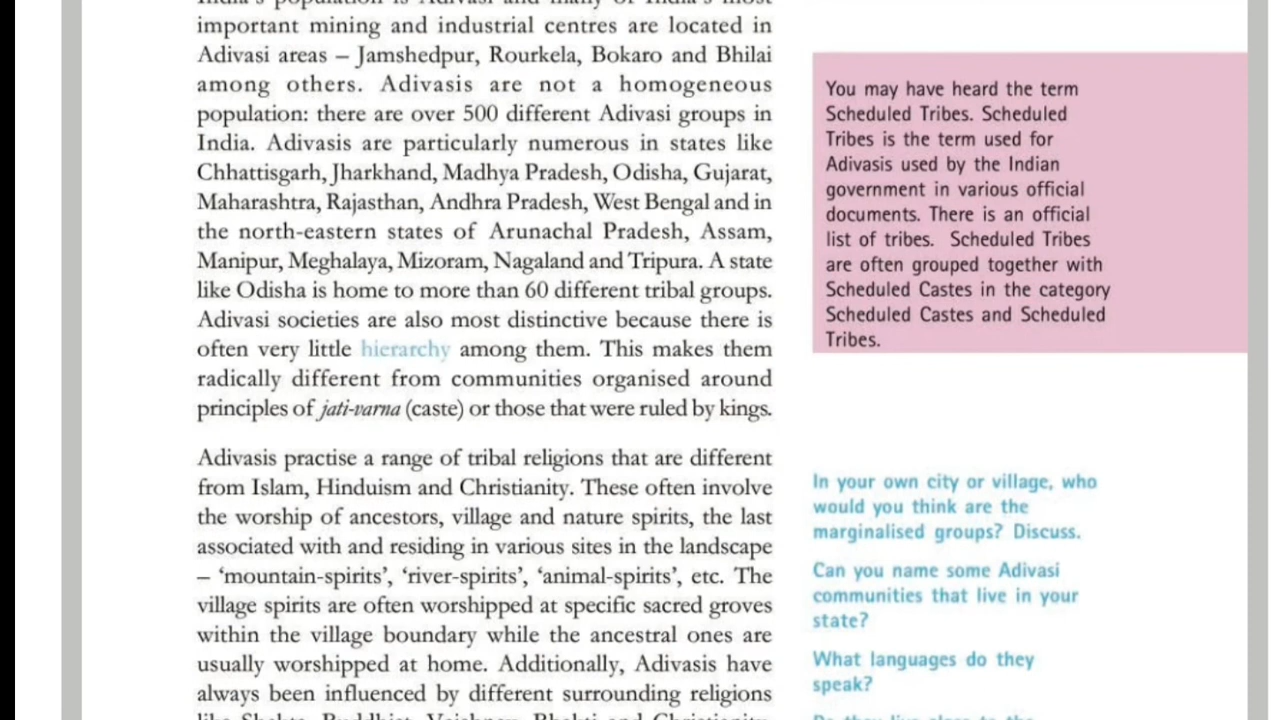 India's population is Adivasi and many of India's most
important mining and industrial centres are located in
Adivasi areas – Jamshedpur, Rourkela, Bokaro and Bhilai
among others. Adivasis are not a homogeneous
population: there are over 500 different Adivasi groups in
India. Adivasis are particularly numerous in states like
Chhattisgarh, Jharkhand, Madhya Pradesh, Odisha, Gujarat,
Maharashtra, Rajasthan, Andhra Pradesh, West Bengal and in
the north-eastern states of Arunachal Pradesh, Assam,
Manipur, Meghalaya, Mizoram, Nagaland and Tripura. A state
like Odisha is home to more than 60 different tribal groups.
Adivasi societies are also most distinctive because there is
often very little hierarchy among them. This makes them
radically different from communities organised around
principles of jati-varna (caste) or those that were ruled by kings.
Adivasis practise a range of tribal religions that are different
from Islam, Hinduism and Christianity. These often involve
the worship of ancestors, village and nature spirits, the last
associated with and residing in various sites in the landscape
– ‘mountain-spirits’, ‘river-spirits’, ‘animal-spirits’, etc. The
village spirits are often worshipped at specific sacred groves
within the village boundary while the ancestral ones are
usually worshipped at home. Additionally, Adivasis have
always been influenced by different surrounding religions
like Shakta, Buddhist, Vaishnav, Bhakti and Christianity.
You may have heard the term
Scheduled Tribes. Scheduled
Tribes is the term used for
Adivasis used by the Indian
government in various official
documents. There is an official
list of tribes. Scheduled Tribes
are often grouped together with
Scheduled Castes in the category
Scheduled Castes and Scheduled
Tribes.
In your own city or village, who
would you think are the
marginalised groups? Discuss.
Can you name some Adivasi
communities that live in your
state?
What languages do they
speak?
Do they live close to the